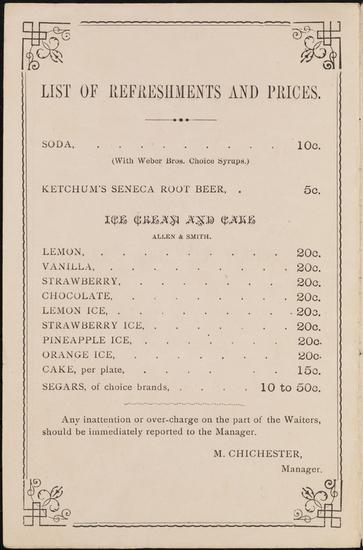 LIST OF REFRESHMENTS AND PRICES.
SODA, . . . . . . . . . 10c.
(With Weber Bros. Choice Syrups.)
KETCHUM'S SENECA ROOT BEER, . 5c.
ICE CREAM AND CAKE
ALLEN & SMITH.
LEMON, . . . . . . . . 20c.
VANILLA, . . . . . . . . 20c.
STRAWBERRY, . . . . . . . 20c.
CHOCOLATE, . . . . . . . 20c.
LEMON ICE, . . . . . . . 20c.
STRAWBERRY ICE, . . . . . . 20c.
PINEAPPLE ICE, . . . . . . 20c.
ORANGE ICE, . . . . . . . 20c.
CAKE, per plate, . . . . . . 15c.
SEGARS, of choice brands, . . . . 10 to 50c.
Any inattention or over-charge on the part of the Waiters,
should be immediately reported to the Manager.
M. CHICHESTER,
Manager.